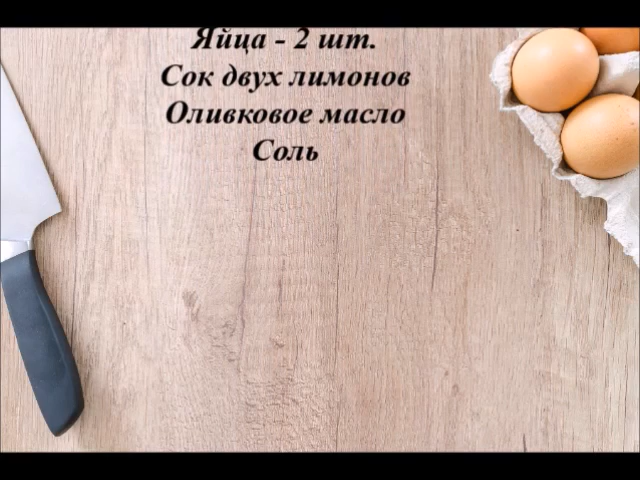 Яйца - 2 шт.
Сок двух лимонов
Оливковое масло
Соль